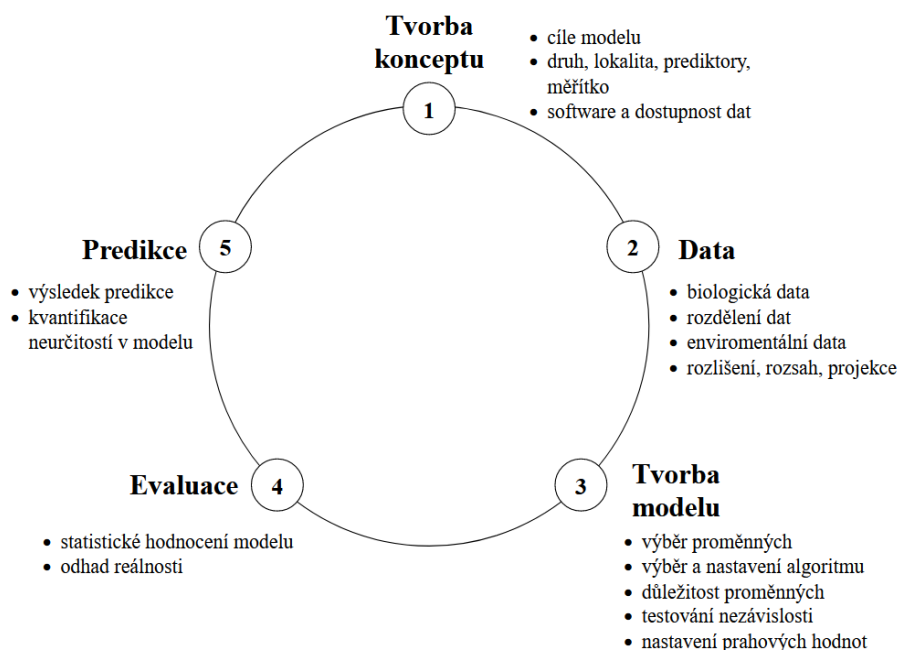 Tvorba
konceptu
1
• cíle modelu
• druh, lokalita, prediktory,
měřítko
• software a dostupnost dat
2
Data
• biologická data
• rozdělení dat
• enviromentální data
• rozlišení, rozsah, projekce
3
Tvorba
modelu
• výběr proměnných
• výběr a nastavení algoritmu
• důležitost proměnných
• testování nezávislosti
• nastavení prahových hodnot
Evaluace
4
• statistické hodnocení modelu
• odhad reálnosti
Predikce
5
• výsledek predikce
• kvantifikace
neurčitostí v modelu